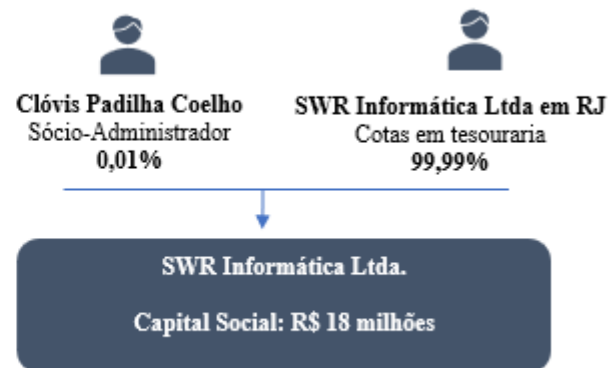 Clóvis Padilha Coelho
Sócio-Administrador
0,01%
SWR Informática Ltda em RJ
Cotas em tesouraria
99,99%
SWR Informática Ltda.
Capital Social: R$ 18 milhões